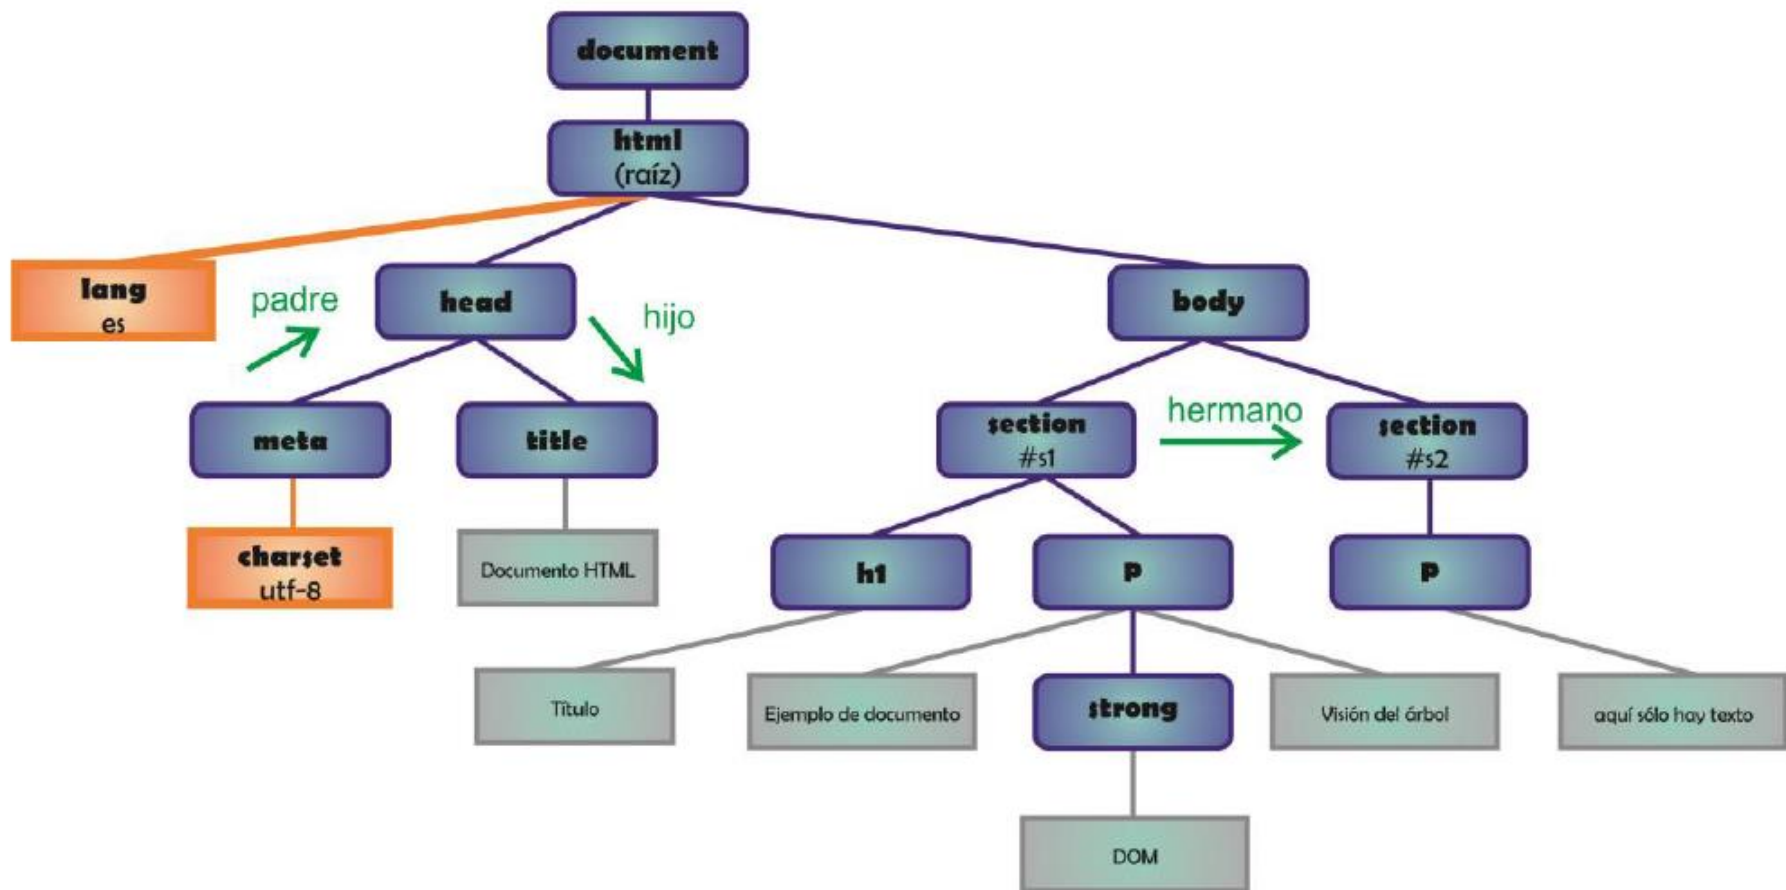 document
html
(raíz)
lang
es
padre
head
hijo
body
meta
title
section
#s1
hermano
section
#s2
charset
utf-8
Documento HTML
h1
p
p
Título
Ejemplo de documento
strong
Visión del árbol
aquí sólo hay texto
DOM